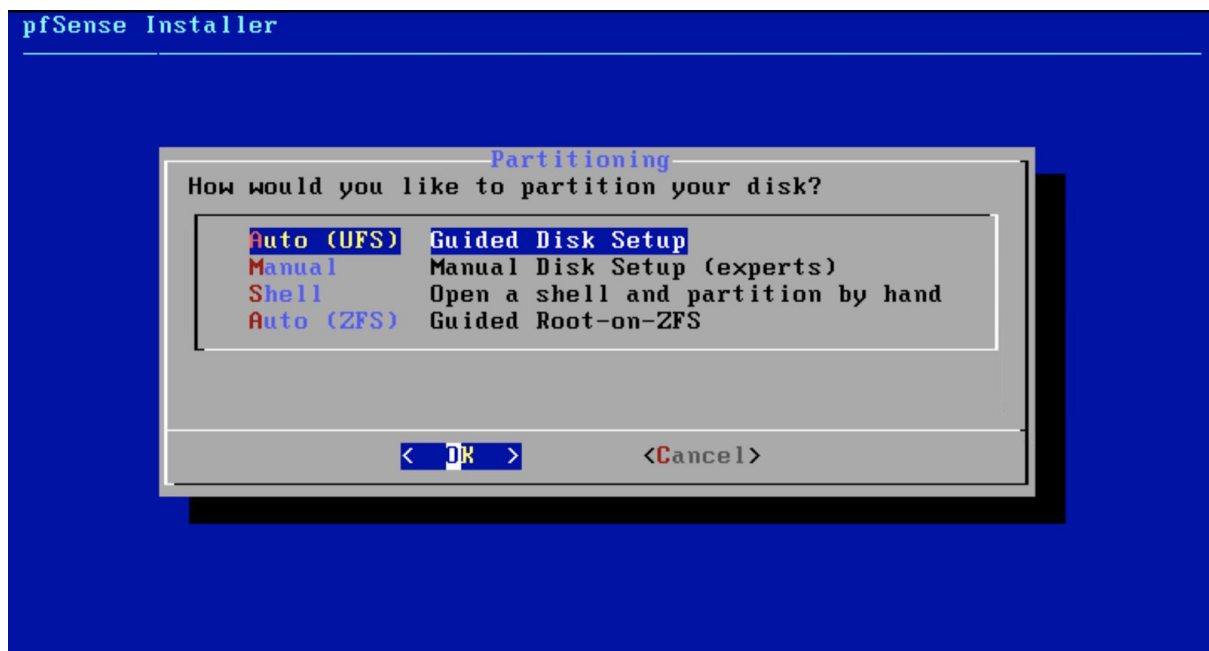 pfSense Installer
Partitioning
How would you like to partition your disk?
Auto (UFS) Guided Disk Setup
Manual Manual Disk Setup (experts)
Shell Open a shell and partition by hand
Auto (ZFS) Guided Root-on-ZFS
< OK > <Cancel>